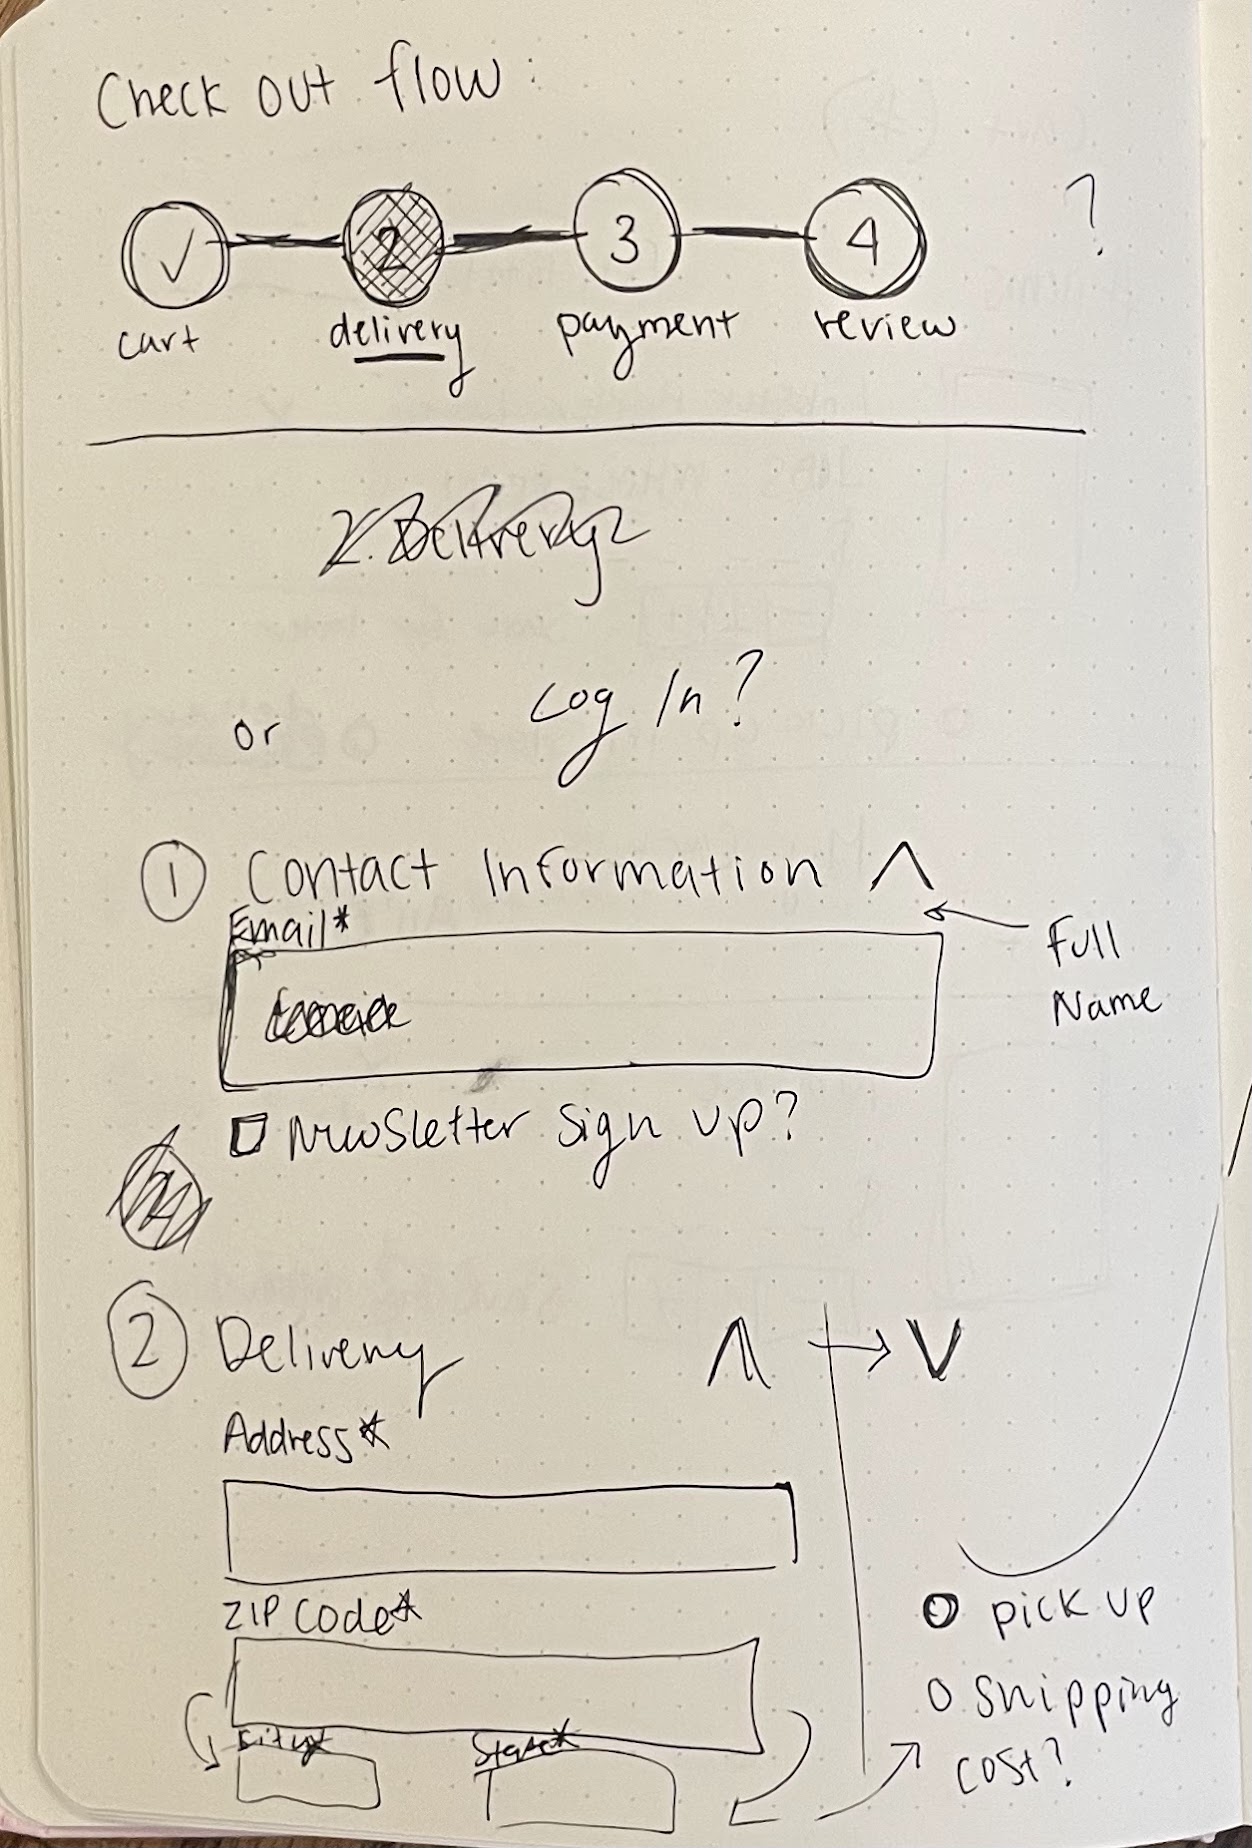 Check out flow :
✓ 2 3 4 ?
cart delivery payment review
2. Delivery
or Log In?
1 Contact Information ^
Email*
Full
Name
Newsletter sign up?
2
2 Delivery ^ → V
Address*
ZIP Code*
City* State*
O pick up
O shipping
cost?